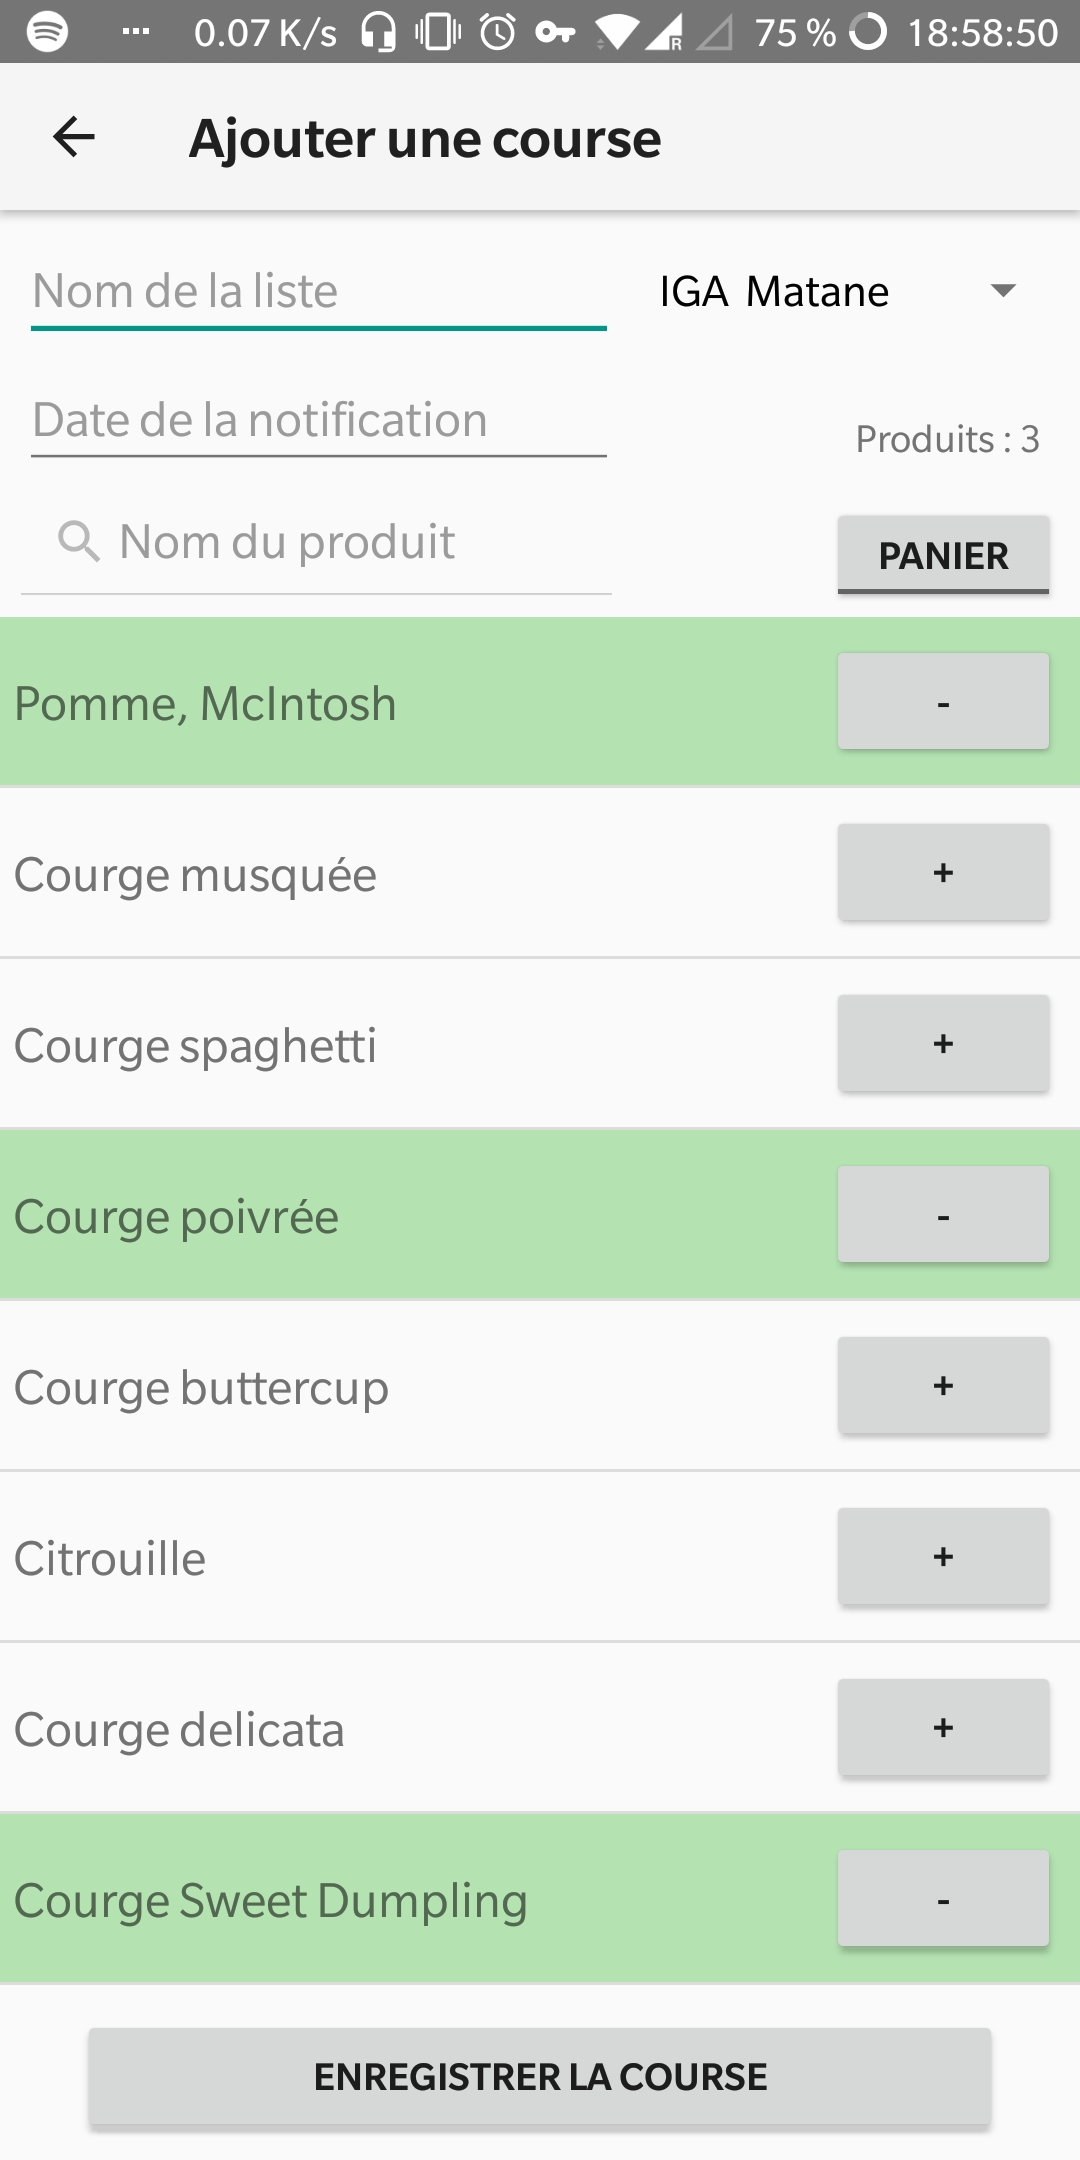 0.07 K/s R 75 % 18:58:50
Ajouter une course
Nom de la liste
IGA Matane
Date de la notification
Produits : 3
Nom du produit
PANIER
Pomme, McIntosh
-
Courge musquée
+
Courge spaghetti
+
Courge poivrée
-
Courge buttercup
+
Citrouille
+
Courge delicata
+
Courge Sweet Dumpling
-
ENREGISTRER LA COURSE